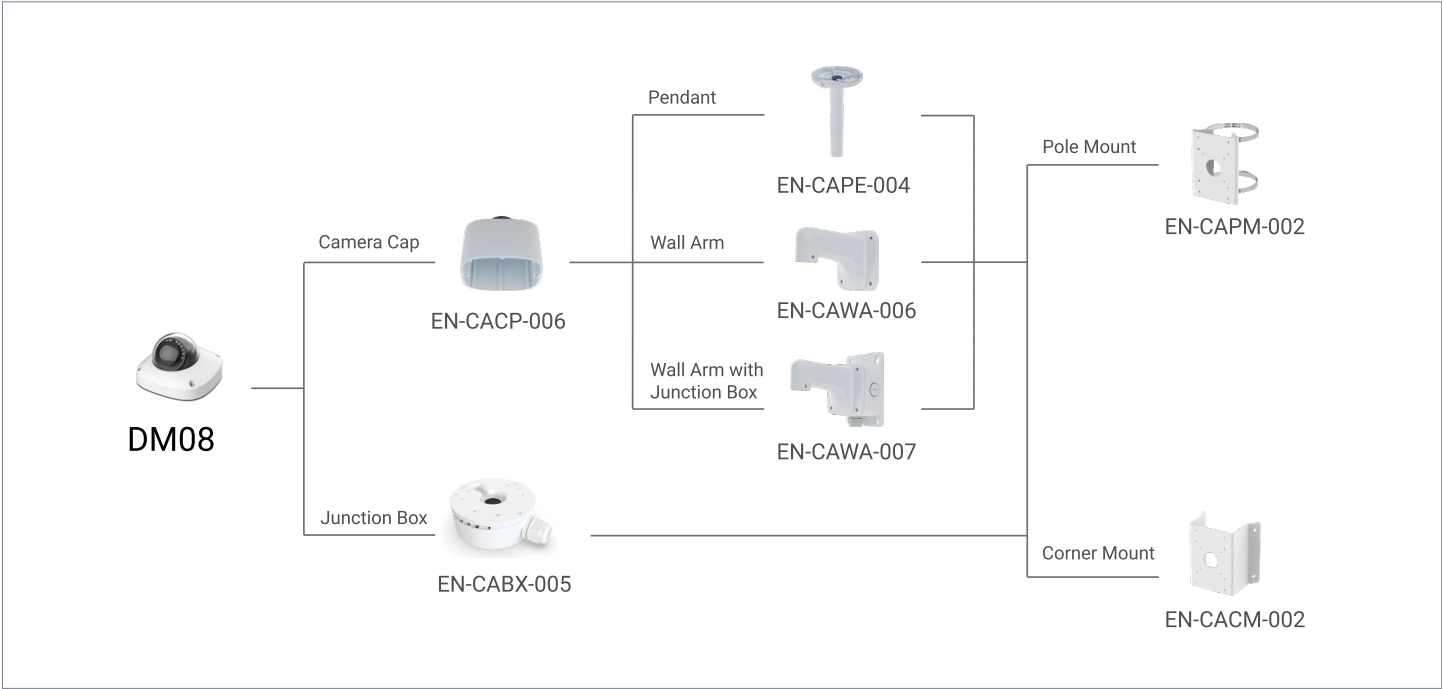 Pendant
EN-CAPE-004
Pole Mount
EN-CAPM-002
Camera Cap
EN-CACP-006
Wall Arm
EN-CAWA-006
Wall Arm with
Junction Box
EN-CAWA-007
DM08
Junction Box
EN-CABX-005
Corner Mount
EN-CACM-002